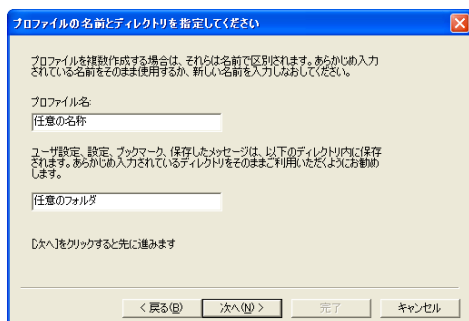 プロファイルの名前とディレクトリを指定してください
プロファイルを複数作成する場合は、それらは名前で区別されます。あらかじめ入力
されている名前をそのまま使用するか、新しい名前を入力しなおしてください。
プロファイル名:
任意の名称
ユーザ設定、設定、ブックマーク、保存したメッセージは、以下のディレクトリ内に保存
されます。あらかじめ入力されているディレクトリをそのままご利用いただくようにお勧め
します。
任意のフォルダ
[次へ]をクリックすると先に進みます
< 戻る(B)
次へ(N) >
完了
キャンセル